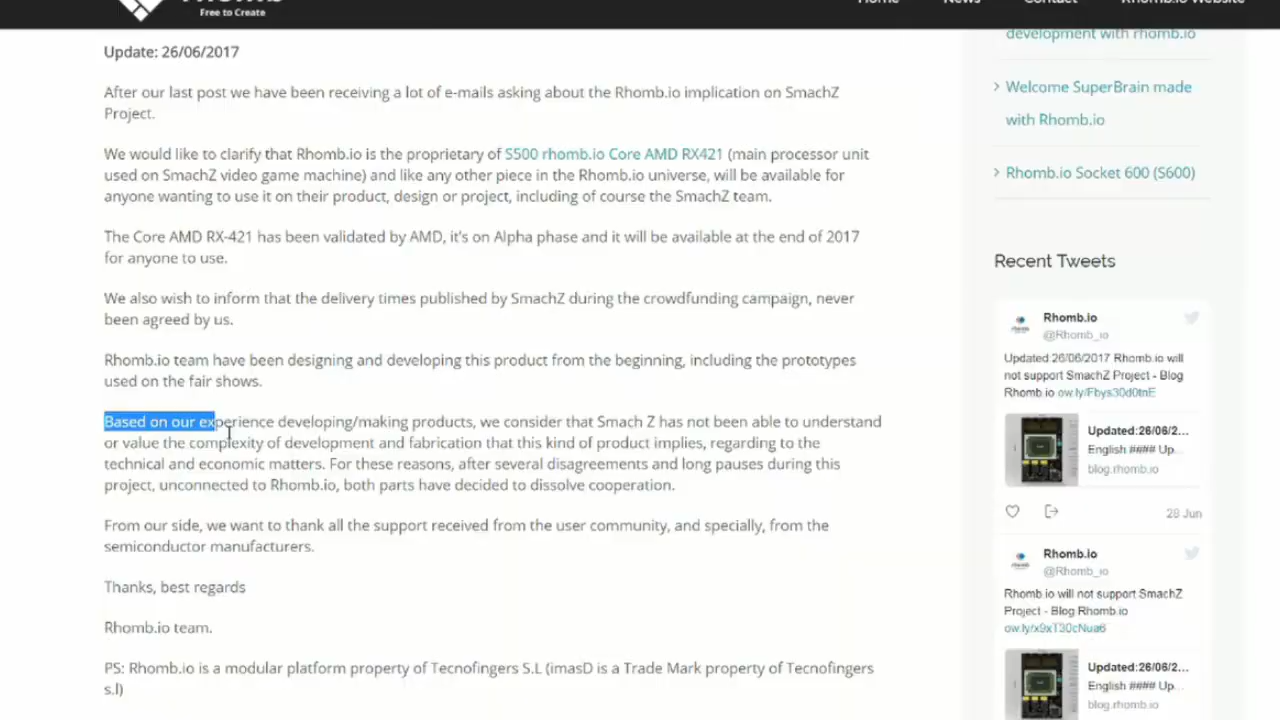 Free to Create
Update: 26/06/2017
After our last post we have been receiving a lot of e-mails asking about the Rhomb.io implication on SmachZ
Project.
We would like to clarify that Rhomb.io is the proprietary of S500 rhomb.io Core AMD RX421 (main processor unit
used on SmachZ video game machine) and like any other piece in the Rhomb.io universe, will be available for
anyone wanting to use it on their product, design or project, including of course the SmachZ team.
The Core AMD RX-421 has been validated by AMD, it's on Alpha phase and it will be available at the end of 2017
for anyone to use.
We also wish to inform that the delivery times published by SmachZ during the crowdfunding campaign, never
been agreed by us.
Rhomb.io team have been designing and developing this product from the beginning, including the prototypes
used on the fair shows.
Based on our experience developing/making products, we consider that Smach Z has not been able to understand
or value the complexity of development and fabrication that this kind of product implies, regarding to the
technical and economic matters. For these reasons, after several disagreements and long pauses during this
project, unconnected to Rhomb.io, both parts have decided to dissolve cooperation.
From our side, we want to thank all the support received from the user community, and specially, from the
semiconductor manufacturers.
Thanks, best regards
Rhomb.io team.
PS: Rhomb.io is a modular platform property of Tecnofingers S.L (imasD is a Trade Mark property of Tecnofingers
s.l)
Home News Contact Rhomb.io Website
development with rhomb.io
Welcome SuperBrain made
with Rhomb.io
Rhomb.io Socket 600 (S600)
Recent Tweets
Rhomb.io
@Rhomb_io
Updated 26/06/2017 Rhomb.io will
not support SmachZ Project - Blog
Rhomb.io ow.ly/Fbys30d0tnE
Updated:26/06/2...
English #### Up...
blog.rhomb.io
28 Jun
Rhomb.io
@Rhomb_io
Rhomb.io will not support SmachZ
Project - Blog Rhomb.io
ow.ly/x9xT30cNua6
Updated:26/06/2...
English #### Up...
blog.rhomb.io